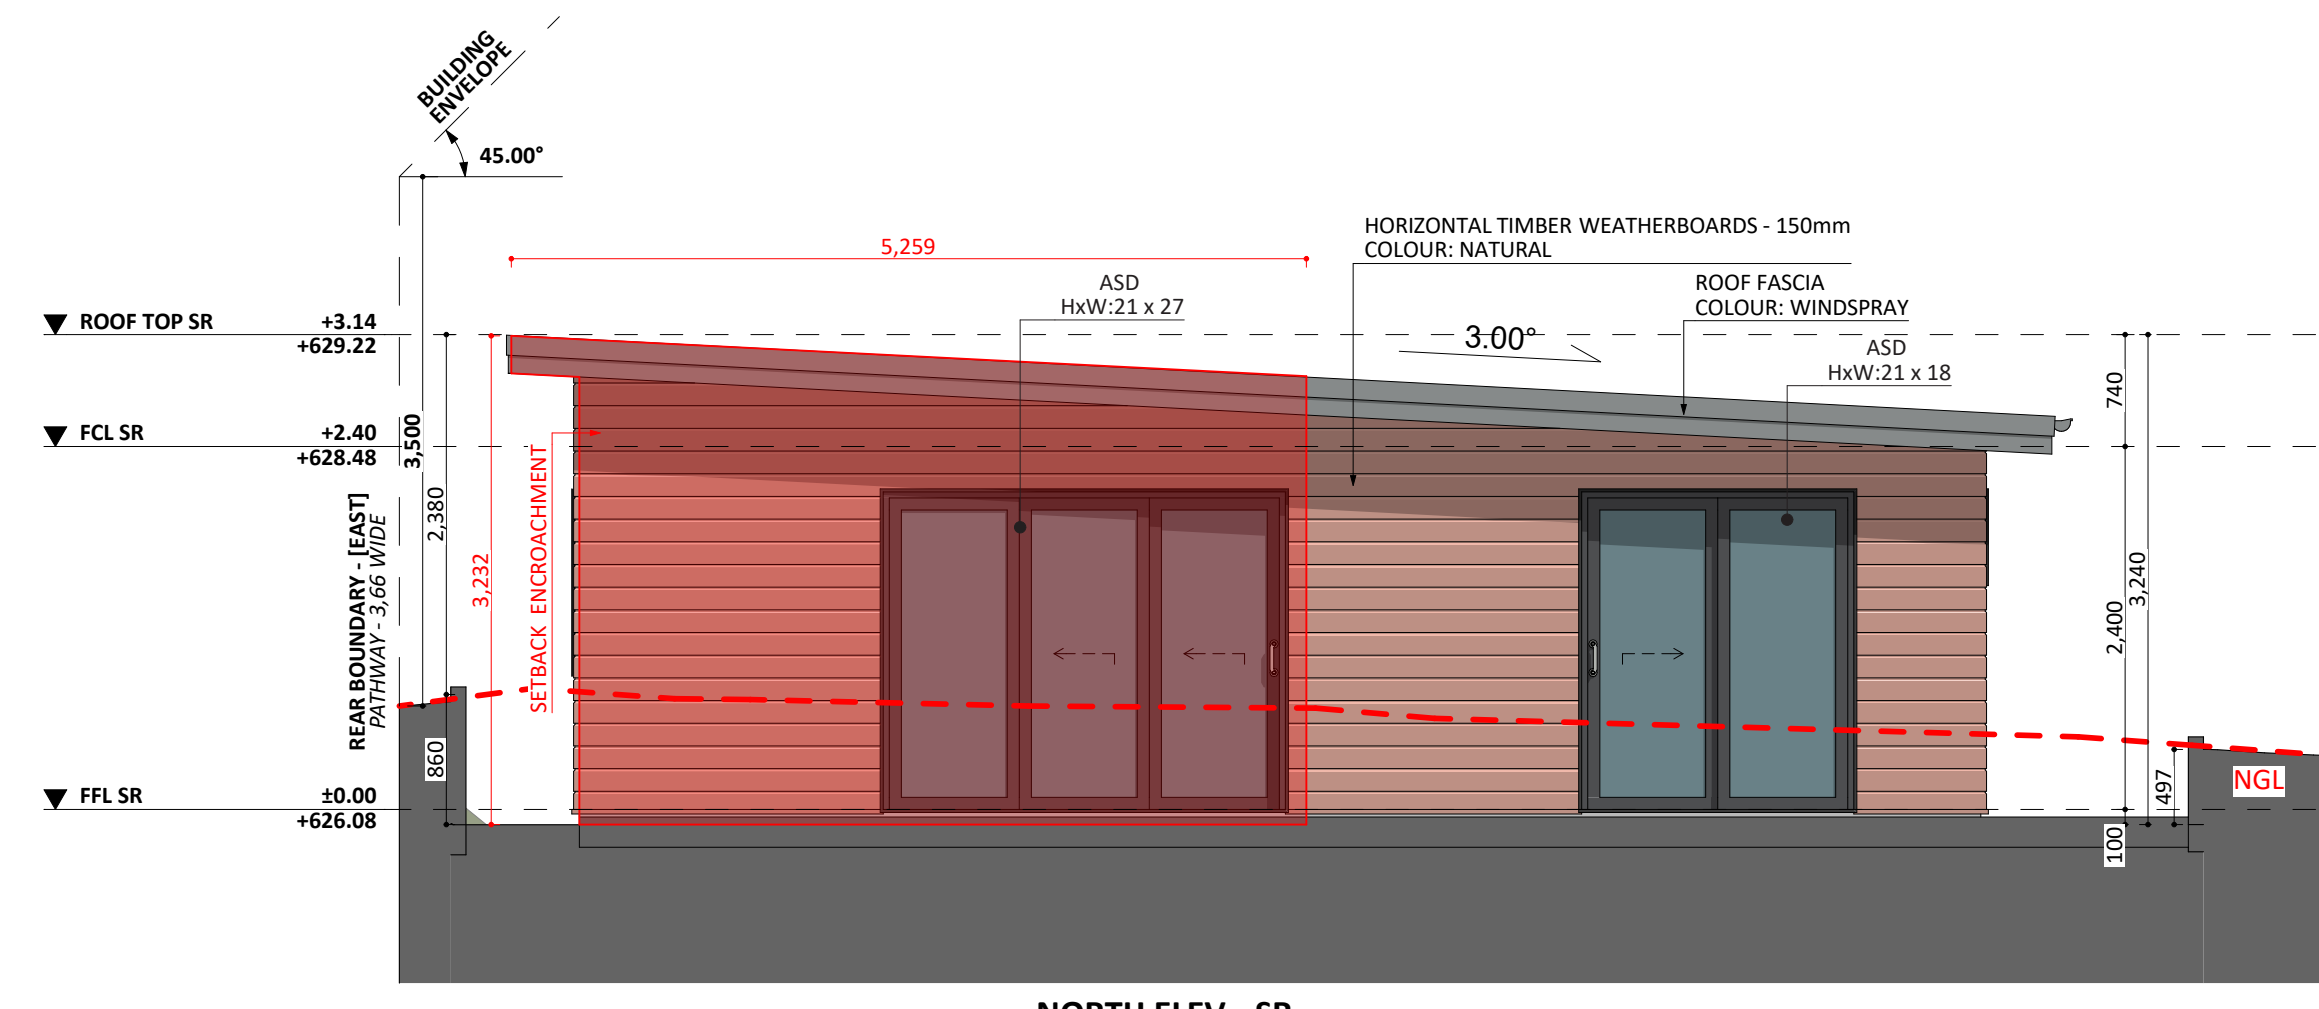 BUILDING
ENVELOPE
45.00°
5,259
HORIZONTAL TIMBER WEATHERBOARDS - 150mm
COLOUR: NATURAL
ASD
HxW:21 x 27
ROOF FASCIA
COLOUR: WINDSPRAY
ROOF TOP SR +3.14
+629.22
3.00°
ASD
HxW:21 x 18
740
FCL SR +2.40
+628.48
3,500
2,380
3,232
SETBACK ENCROACHMENT
REAR BOUNDARY - [EAST]
PATHWAY - 3,66 WIDE
3,240
2,400
860
497
NGL
FFL SR ±0.00
+626.08
100
NORTH ELEV - SR